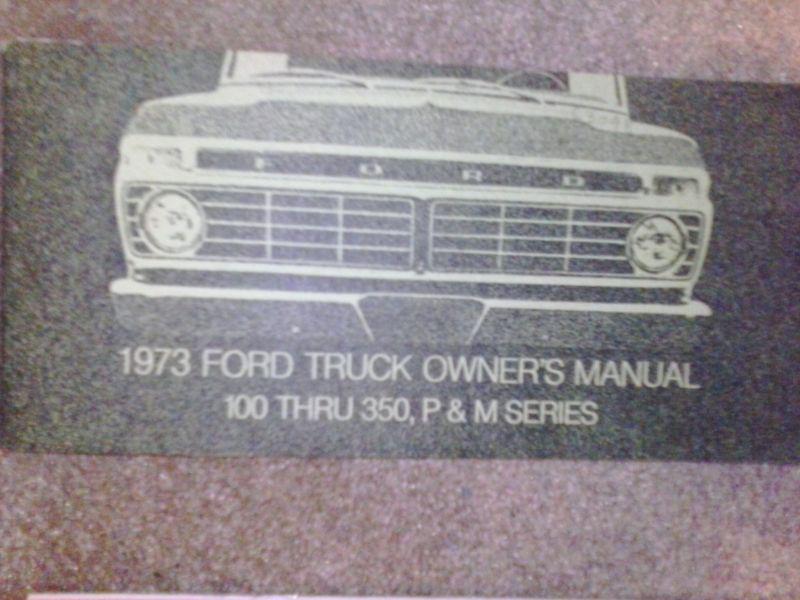 FORD
1973 FORD TRUCK OWNER'S MANUAL
100 THRU 350, P & M SERIES